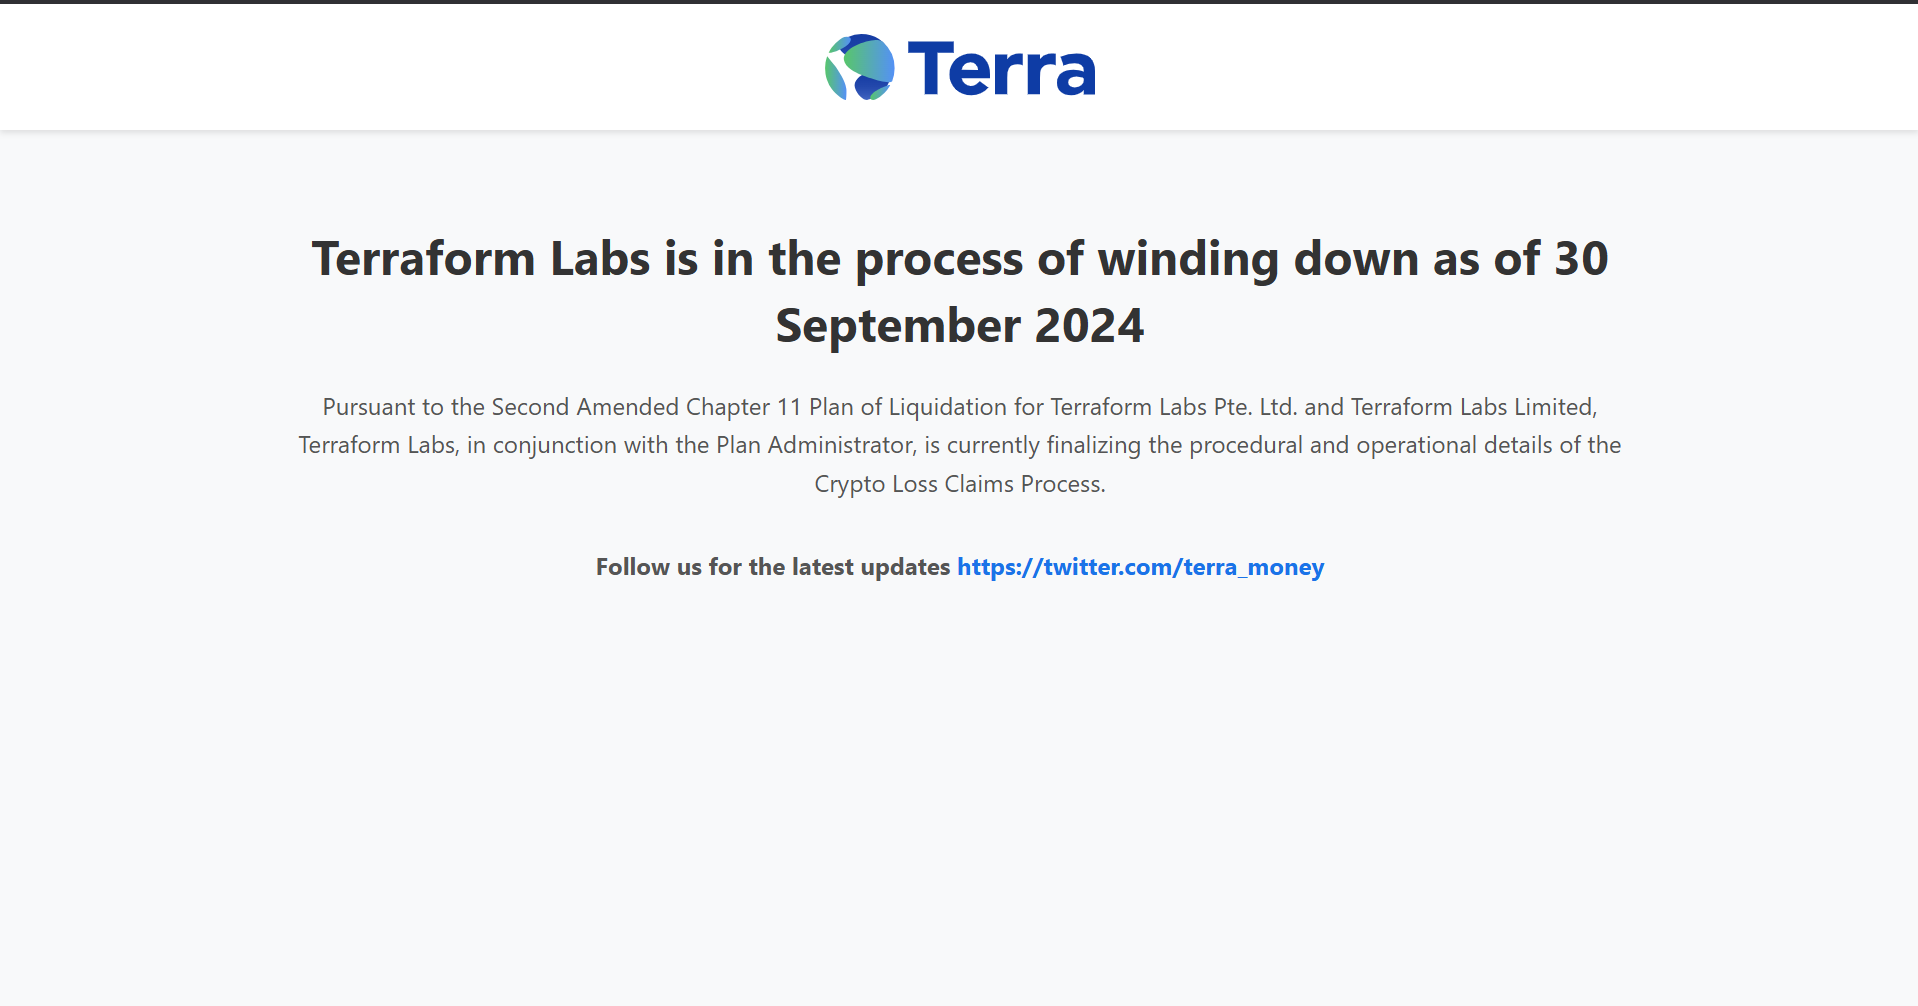 Terra
Terraform Labs is in the process of winding down as of 30
September 2024
Pursuant to the Second Amended Chapter 11 Plan of Liquidation for Terraform Labs Pte. Ltd. and Terraform Labs Limited,
Terraform Labs, in conjunction with the Plan Administrator, is currently finalizing the procedural and operational details of the
Crypto Loss Claims Process.
Follow us for the latest updates https://twitter.com/terra_money